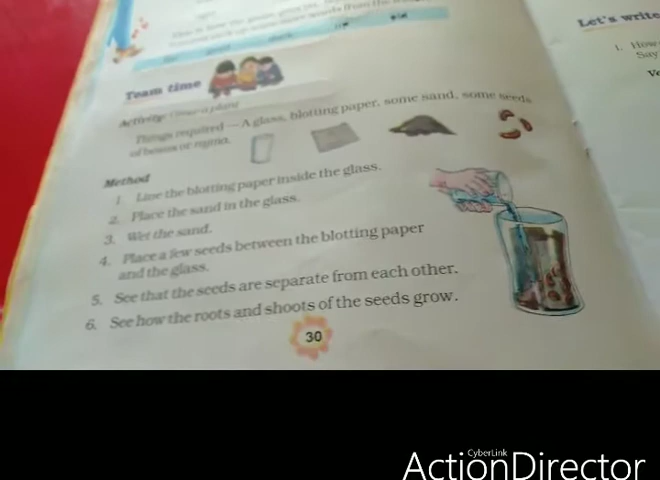 Let's write
1. How
Say
Team time
Activity: Grow a plant
Things required — A glass, blotting paper, some sand, some seeds
of beans or rajma.
Method
1. Line the blotting paper inside the glass.
2. Place the sand in the glass.
3. Wet the sand.
4. Place a few seeds between the blotting paper
and the glass.
5. See that the seeds are separate from each other.
6. See how the roots and shoots of the seeds grow.
30
CyberLink
ActionDirector